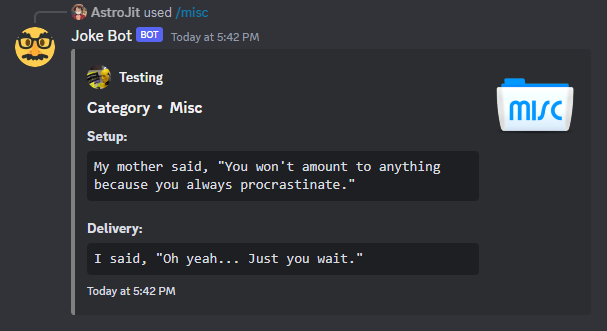 AstroJit used /misc
Joke Bot BOT Today at 5:42 PM
Testing
Category • Misc
misc
Setup:
My mother said, "You won't amount to anything
because you always procrastinate."
Delivery:
I said, "Oh yeah... Just you wait."
Today at 5:42 PM